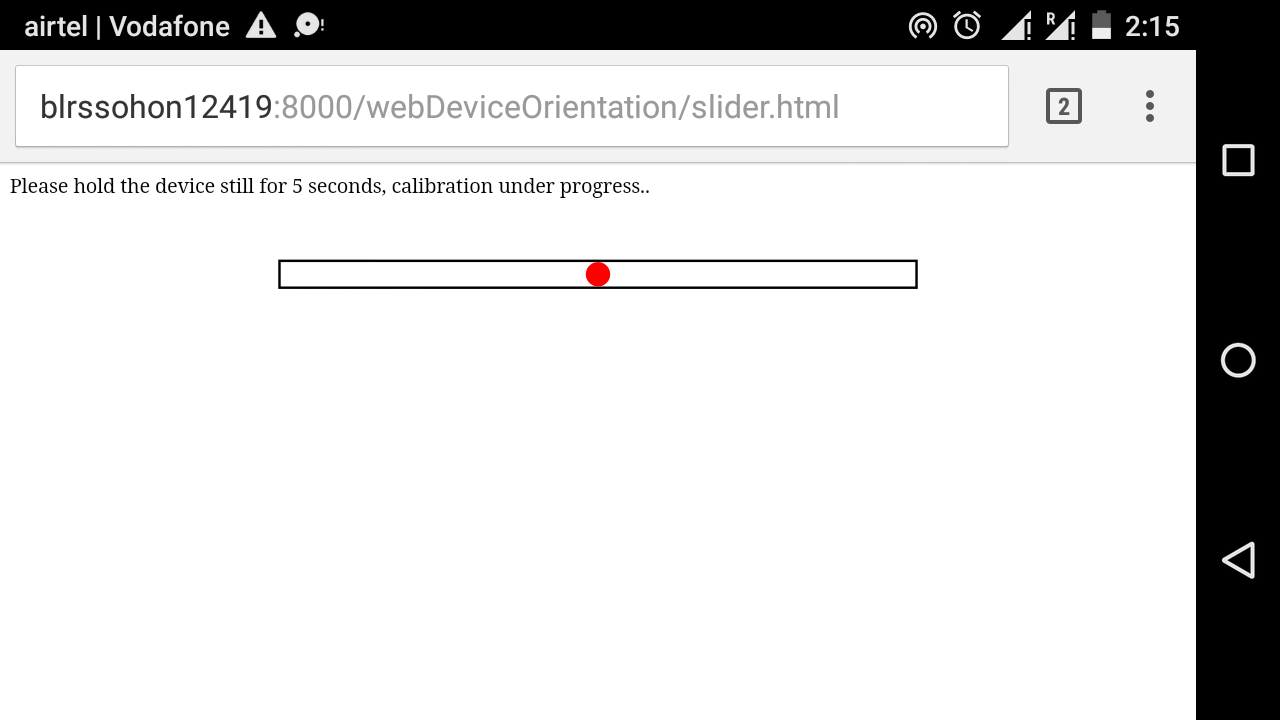 airtel | Vodafone
R
2:15
blrssohon12419:8000/webDeviceOrientation/slider.html
2
Please hold the device still for 5 seconds, calibration under progress..